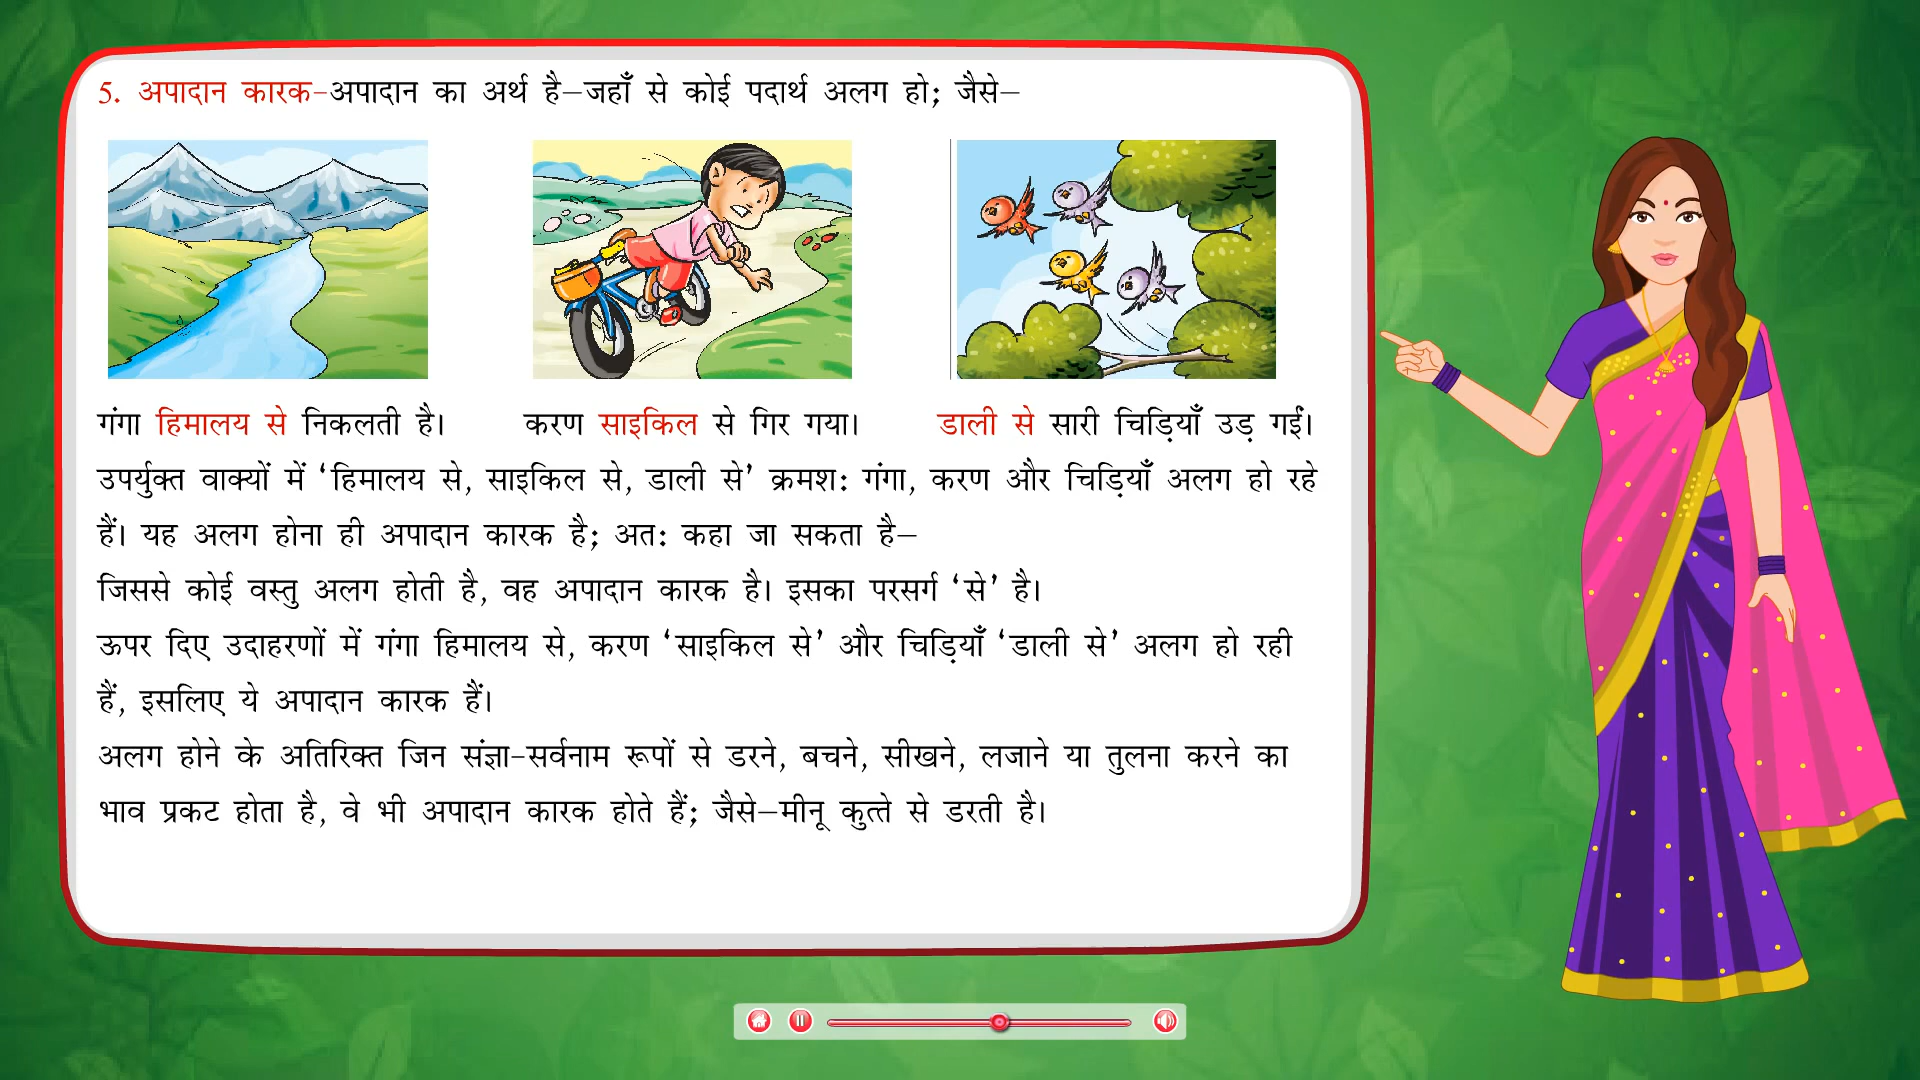 5. अपादान कारक-अपादान का अर्थ है–जहाँ से कोई पदार्थ अलग हो; जैसे–
गंगा हिमालय से निकलती है।
करण साइकिल से गिर गया।
डाली से सारी चिड़ियाँ उड़ गईं।
उपर्युक्त वाक्यों में ‘हिमालय से, साइकिल से, डाली से’ क्रमशः गंगा, करण और चिड़ियाँ अलग हो रहे
हैं। यह अलग होना ही अपादान कारक है; अतः कहा जा सकता है–
जिससे कोई वस्तु अलग होती है, वह अपादान कारक है। इसका परसर्ग ‘से’ है।
ऊपर दिए उदाहरणों में गंगा हिमालय से, करण ‘साइकिल से’ और चिड़ियाँ ‘डाली से’ अलग हो रही
हैं, इसलिए ये अपादान कारक हैं।
अलग होने के अतिरिक्त जिन संज्ञा-सर्वनाम रूपों से डरने, बचने, सीखने, लजाने या तुलना करने का
भाव प्रकट होता है, वे भी अपादान कारक होते हैं; जैसे–मीनू कुत्ते से डरती है।